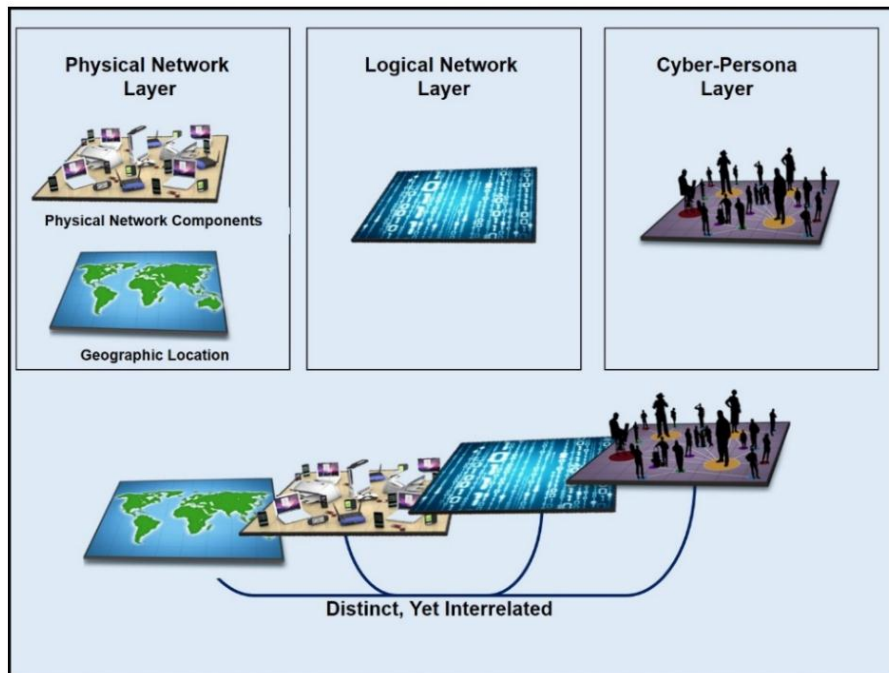 Physical Network
Layer
Physical Network Components
Geographic Location
Logical Network
Layer
Cyber-Persona
Layer
Distinct, Yet Interrelated